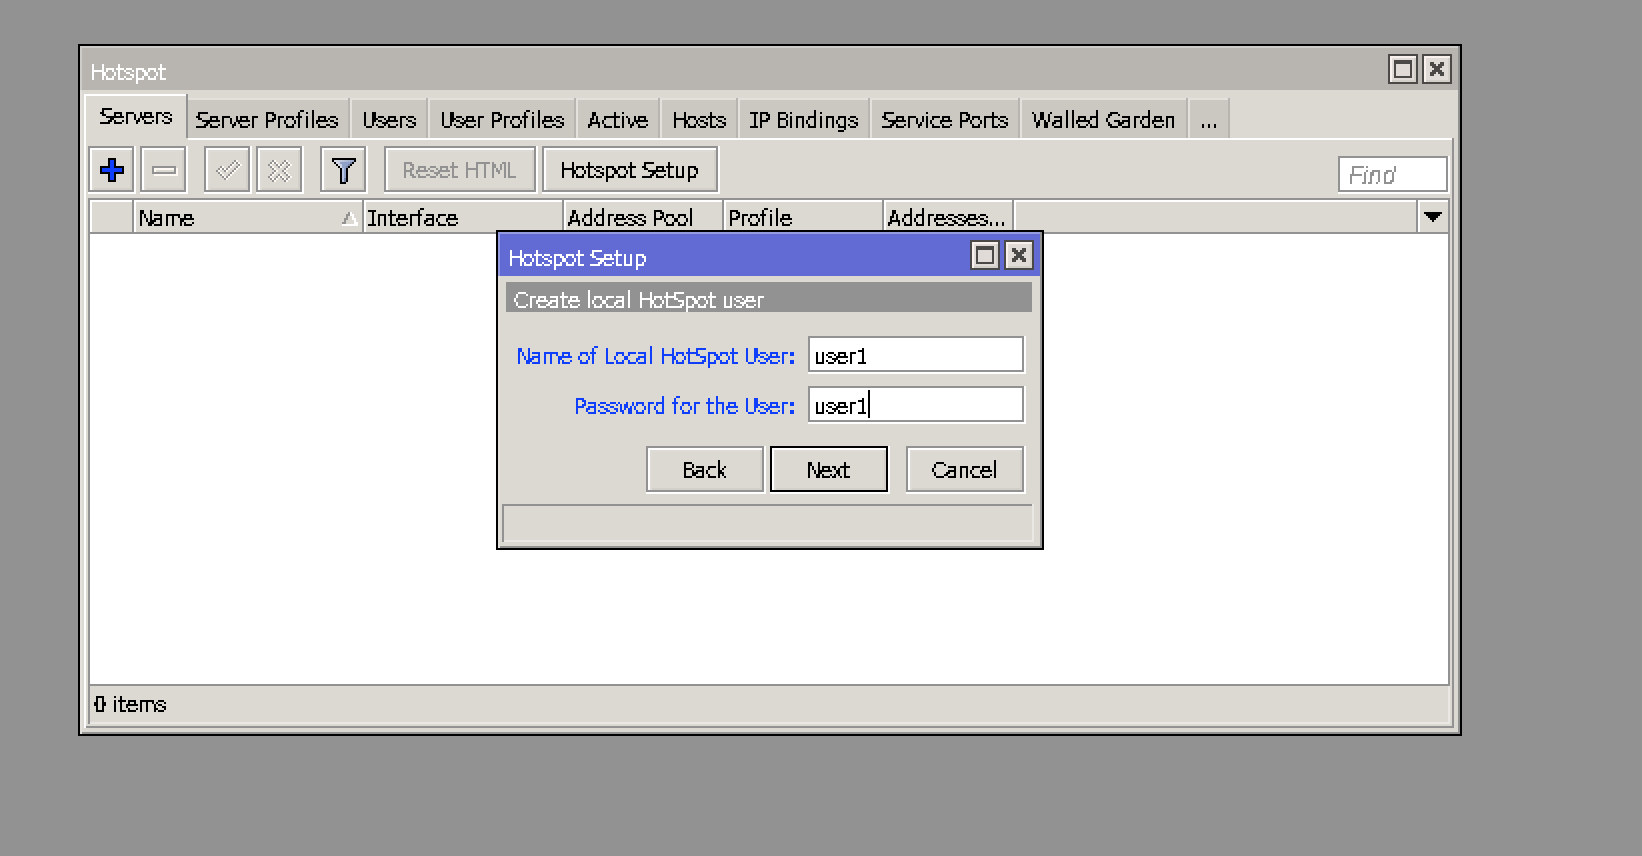 Hotspot
Servers Server Profiles Users User Profiles Active Hosts IP Bindings Service Ports Walled Garden ...
Reset HTML Hotspot Setup Find
Name Interface Address Pool Profile Addresses...
Hotspot Setup
Create local HotSpot user
Name of Local HotSpot User: user1
Password for the User: user1
Back Next Cancel
0 items